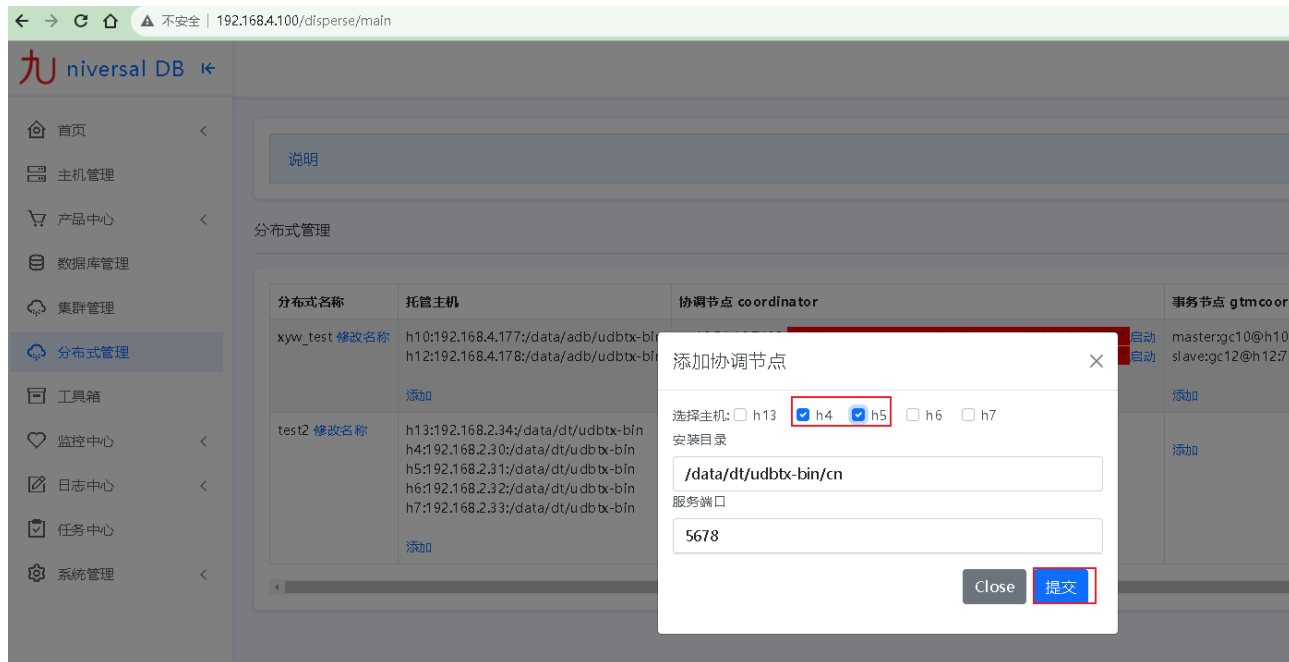 不安全 | 192.168.4.100/disperse/main
九niversal DB
首页
主机管理
产品中心
数据库管理
集群管理
分布式管理
工具箱
监控中心
日志中心
任务中心
系统管理
说明
分布式管理
分布式名称 托管主机 协调节点 coordinator 事务节点 gtmcoor
xyw_test 修改名称 h10:192.168.4.177:/data/adb/udbtx-bin 启动 master:gc10@h10
h12:192.168.4.178:/data/adb/udbtx-bin 启动 slave:gc12@h12:7
添加 添加
test2 修改名称 h13:192.168.2.34:/data/dt/udbtx-bin
h4:192.168.2.30:/data/dt/udbtx-bin 添加
h5:192.168.2.31:/data/dt/udbtx-bin
h6:192.168.2.32:/data/dt/udbtx-bin
h7:192.168.2.33:/data/dt/udbtx-bin
添加
添加协调节点
选择主机: h13 h4 h5 h6 h7
安装目录
/data/dt/udbtx-bin/cn
服务端口
5678
Close 提交